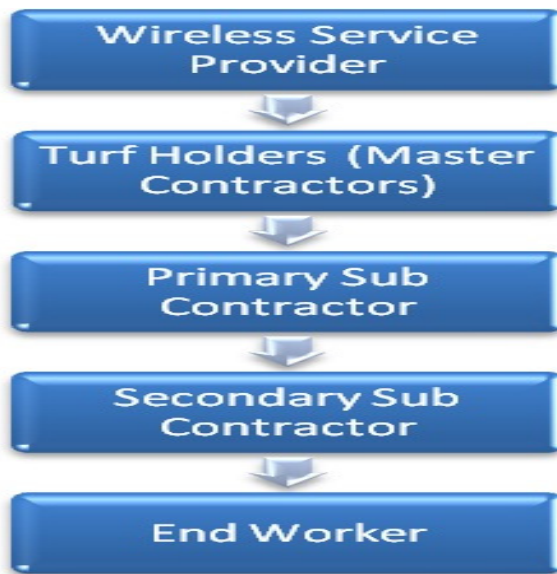 Wireless Service
Provider
Turf Holders (Master
Contractors)
Primary Sub
Contractor
Secondary Sub
Contractor
End Worker